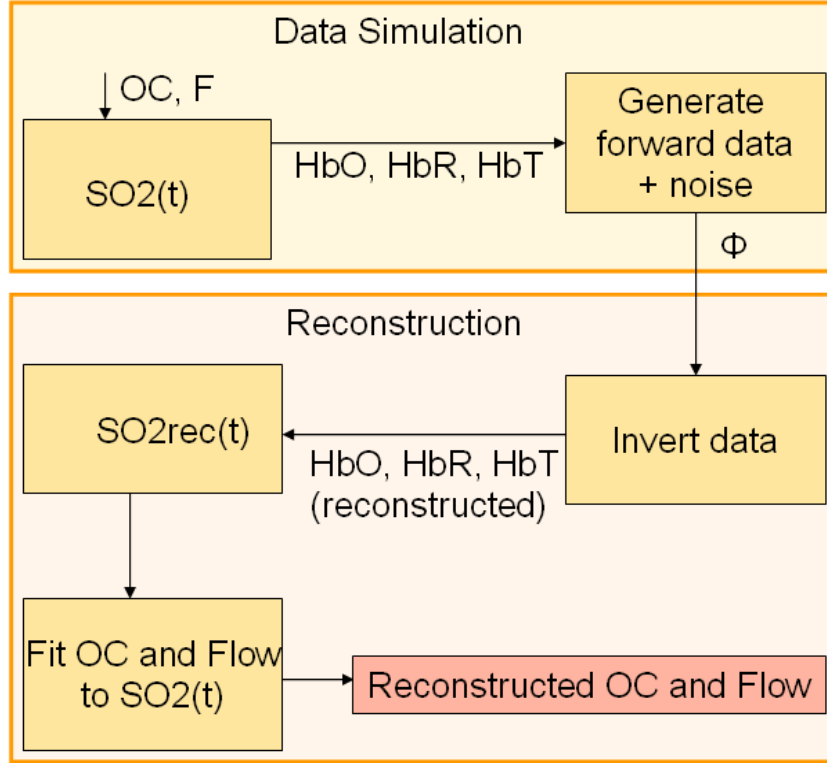 Data Simulation
OC, F
SO2(t)
HbO, HbR, HbT
Generate
forward data
+ noise
Φ
Reconstruction
SO2rec(t)
HbO, HbR, HbT
(reconstructed)
Invert data
Fit OC and Flow
to SO2(t)
Reconstructed OC and Flow